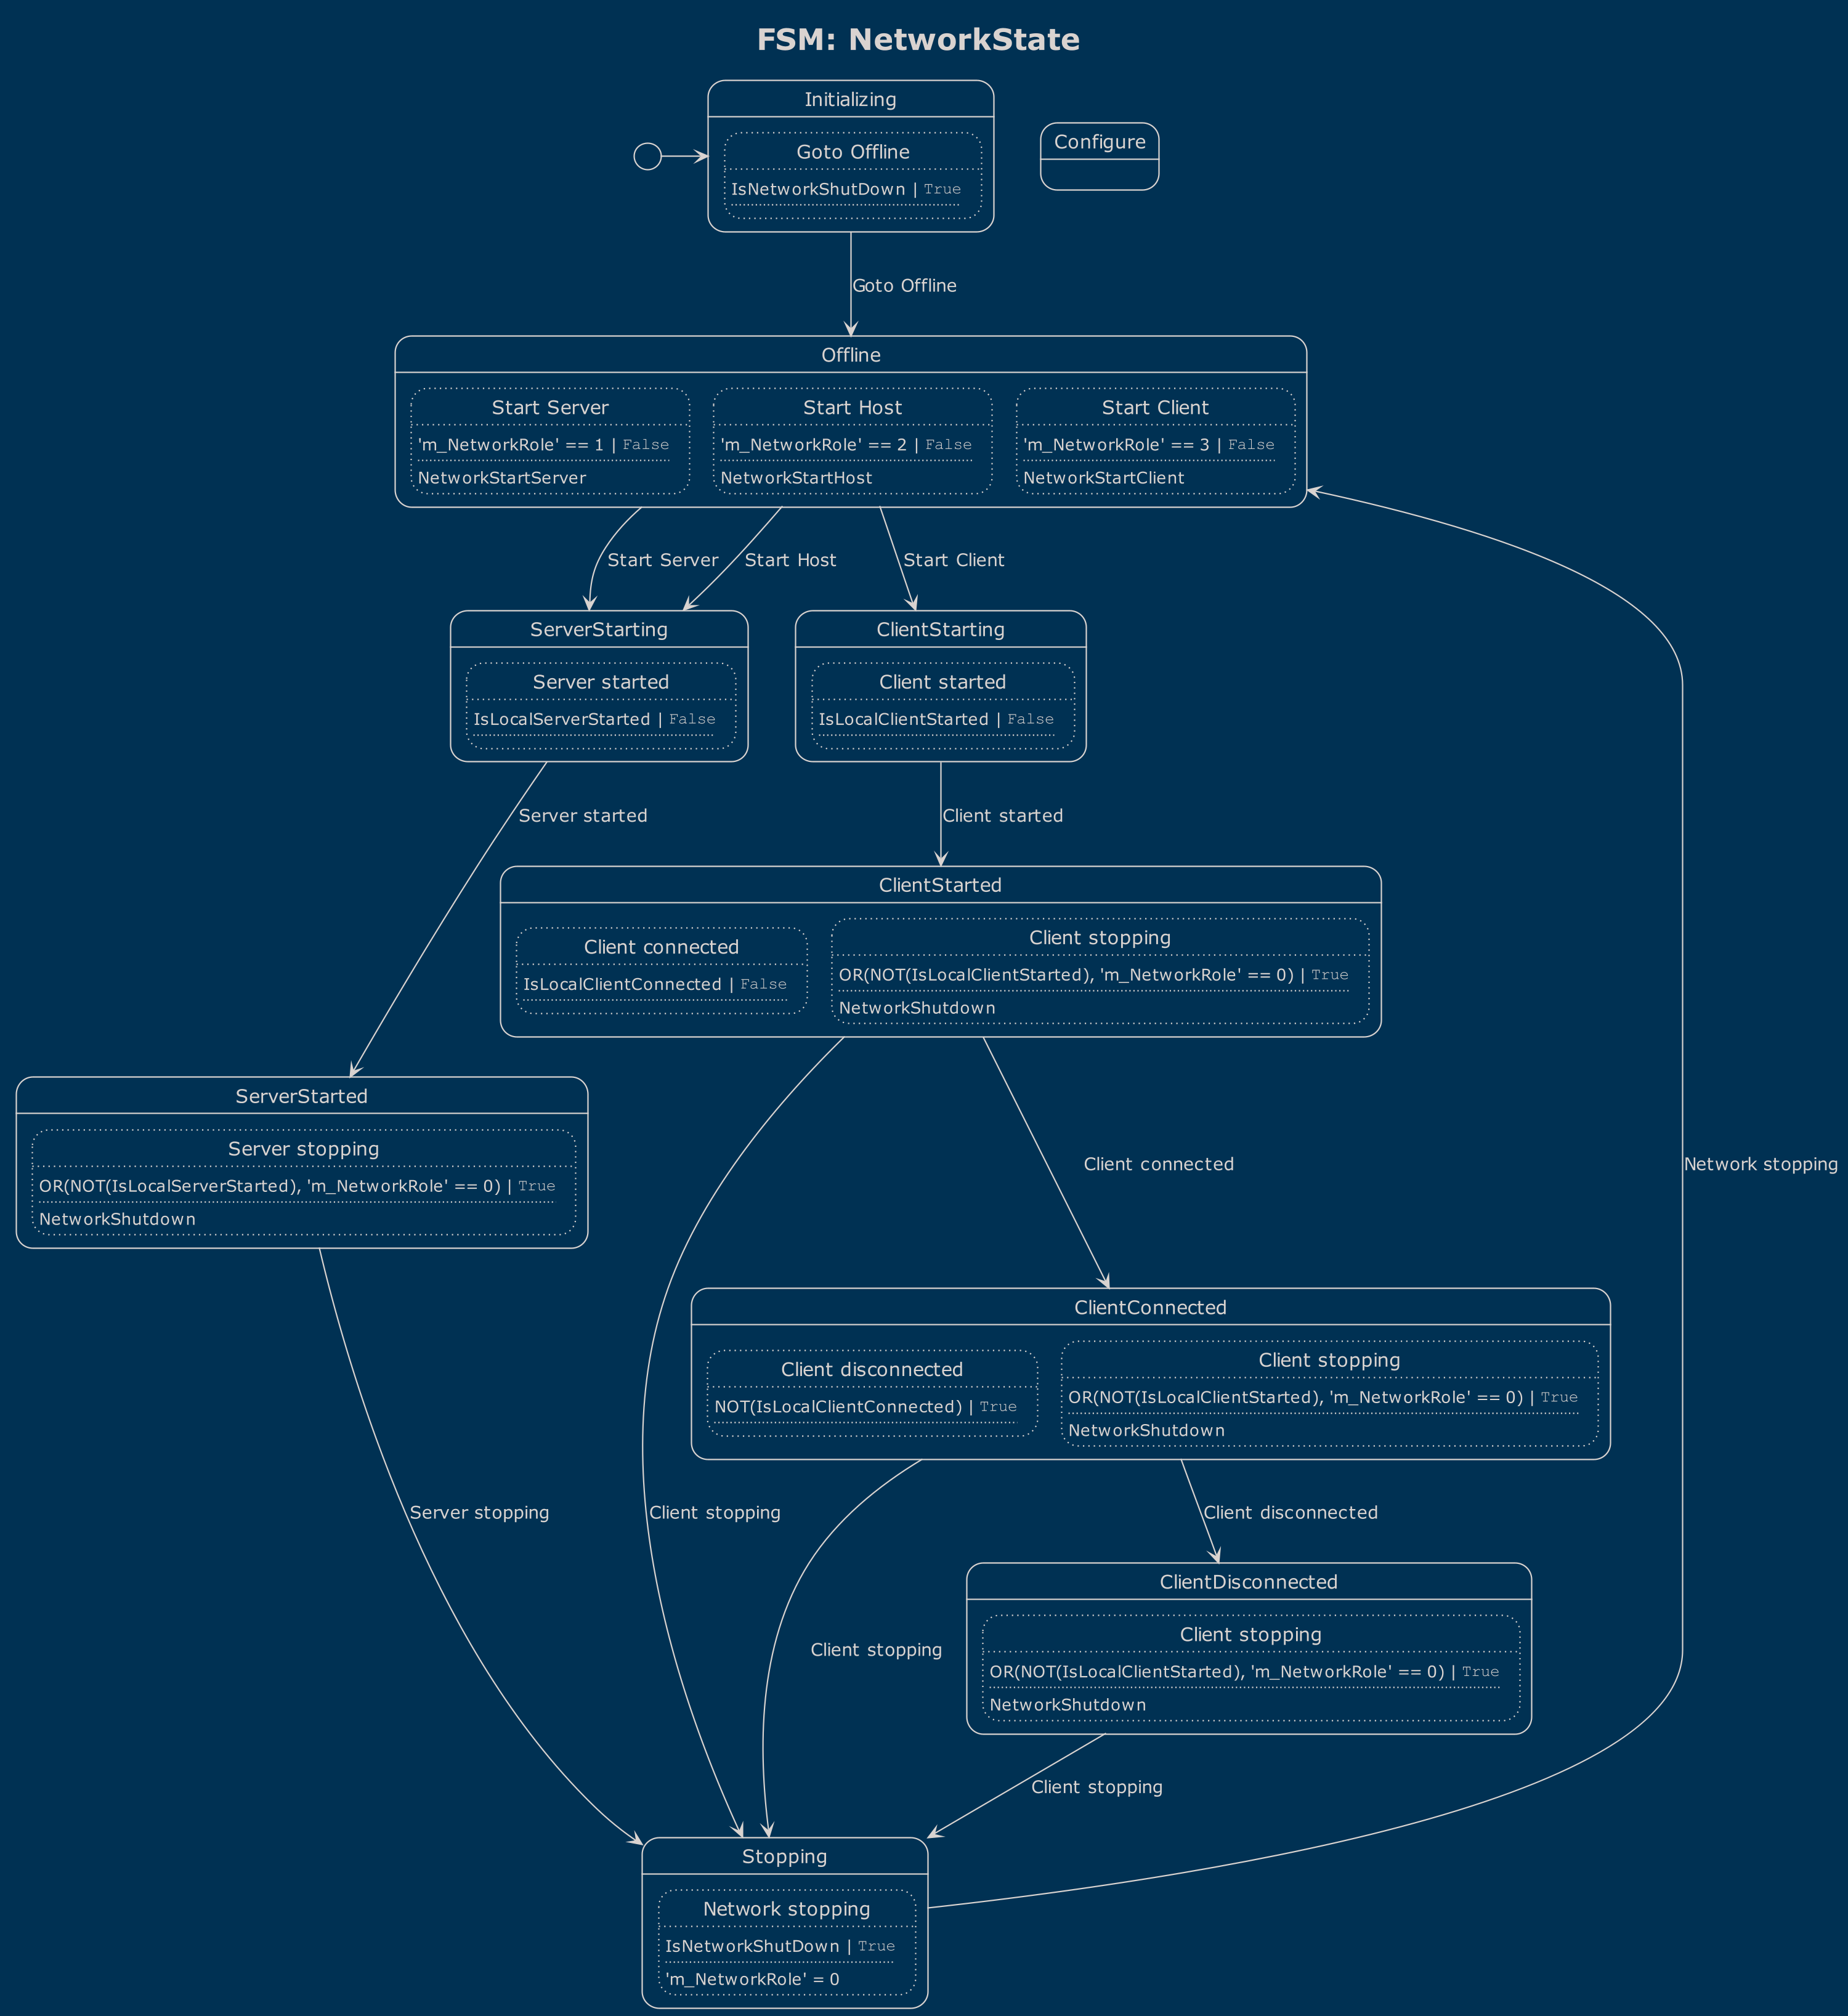 FSM: NetworkState
Initializing
Goto Offline
IsNetworkShutDown | True
Configure
Goto Offline
Offline
Start Server
'm_NetworkRole' == 1 | False
NetworkStartServer
Start Host
'm_NetworkRole' == 2 | False
NetworkStartHost
Start Client
'm_NetworkRole' == 3 | False
NetworkStartClient
Start Server
Start Host
Start Client
ServerStarting
Server started
IsLocalServerStarted | False
ClientStarting
Client started
IsLocalClientStarted | False
Server started
Client started
ClientStarted
Client connected
IsLocalClientConnected | False
Client stopping
OR(NOT(IsLocalClientStarted), 'm_NetworkRole' == 0) | True
NetworkShutdown
ServerStarted
Server stopping
OR(NOT(IsLocalServerStarted), 'm_NetworkRole' == 0) | True
NetworkShutdown
Client connected
Network stopping
ClientConnected
Client disconnected
NOT(IsLocalClientConnected) | True
Client stopping
OR(NOT(IsLocalClientStarted), 'm_NetworkRole' == 0) | True
NetworkShutdown
Server stopping
Client stopping
Client disconnected
ClientDisconnected
Client stopping
OR(NOT(IsLocalClientStarted), 'm_NetworkRole' == 0) | True
NetworkShutdown
Client stopping
Client stopping
Stopping
Network stopping
IsNetworkShutDown | True
'm_NetworkRole' = 0